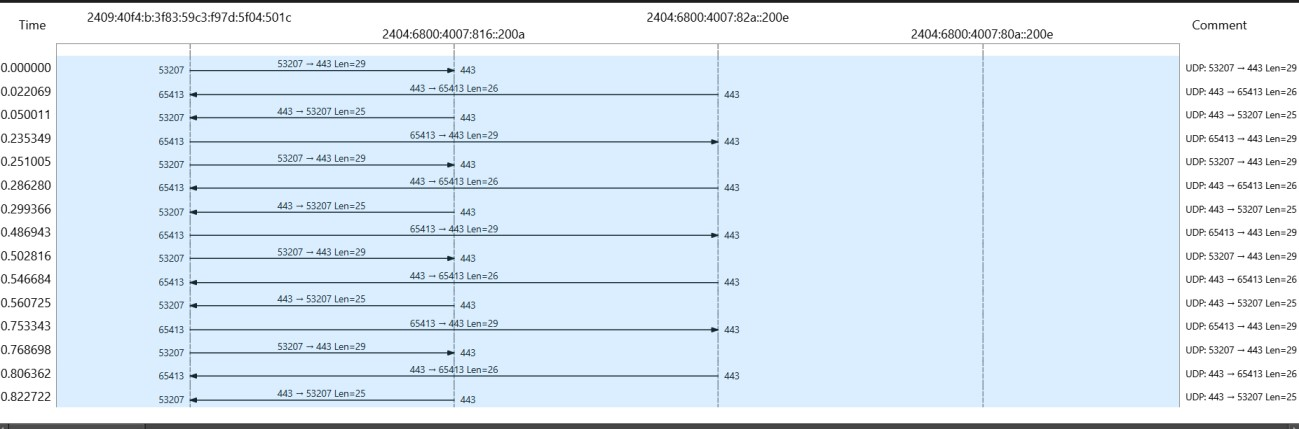 2409:40f4:b:3f83:59c3:f97d:5f04:501c 2404:6800:4007:82a::200e
Time 2404:6800:4007:816::200a 2404:6800:4007:80a::200e Comment
0.000000 53207 53207 → 443 Len=29 443 UDP: 53207 → 443 Len=29
0.022069 65413 443 → 65413 Len=26 443 UDP: 443 → 65413 Len=26
0.050011 53207 443 → 53207 Len=25 443 UDP: 443 → 53207 Len=25
0.235349 65413 65413 → 443 Len=29 443 UDP: 65413 → 443 Len=29
0.251005 53207 53207 → 443 Len=29 443 UDP: 53207 → 443 Len=29
0.286280 65413 443 → 65413 Len=26 443 UDP: 443 → 65413 Len=26
0.299366 53207 443 → 53207 Len=25 443 UDP: 443 → 53207 Len=25
0.486943 65413 65413 → 443 Len=29 443 UDP: 65413 → 443 Len=29
0.502816 53207 53207 → 443 Len=29 443 UDP: 53207 → 443 Len=29
0.546684 65413 443 → 65413 Len=26 443 UDP: 443 → 65413 Len=26
0.560725 53207 443 → 53207 Len=25 443 UDP: 443 → 53207 Len=25
0.753343 65413 65413 → 443 Len=29 443 UDP: 65413 → 443 Len=29
0.768698 53207 53207 → 443 Len=29 443 UDP: 53207 → 443 Len=29
0.806362 65413 443 → 65413 Len=26 443 UDP: 443 → 65413 Len=26
0.822722 53207 443 → 53207 Len=25 443 UDP: 443 → 53207 Len=25